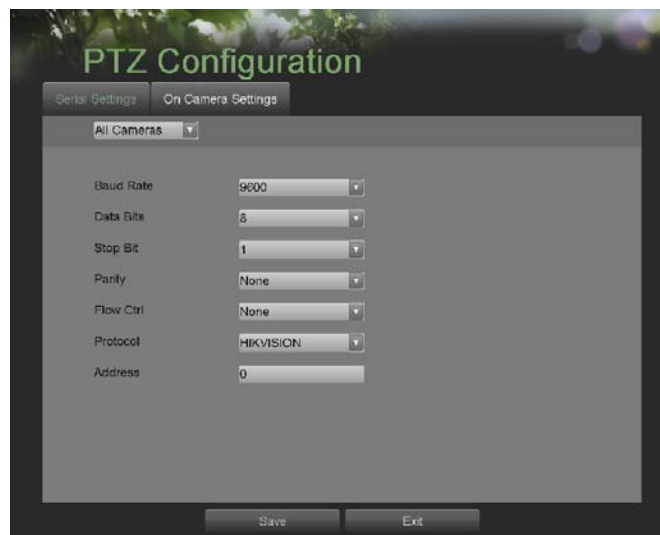 PTZ Configuration
Serial Settings On Camera Settings
All Cameras
Baud Rate 9600
Data Bits 8
Stop Bit 1
Parity None
Flow Ctrl None
Protocol HIKVISION
Address 0
Save Exit